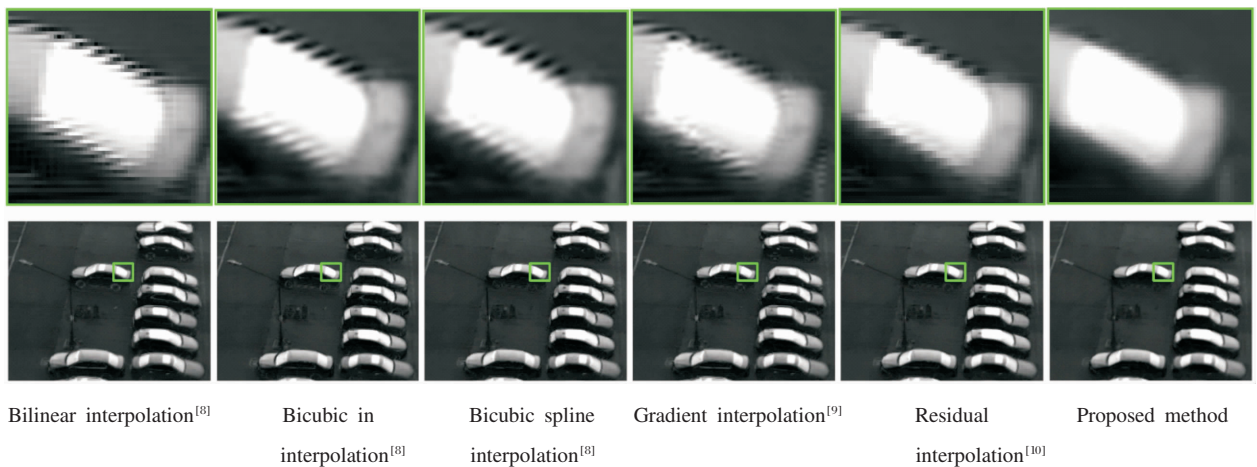 Bilinear interpolation[8]
Bicubic in
interpolation[8]
Bicubic spline
interpolation[8]
Gradient interpolation[9]
Residual
interpolation[10]
Proposed method